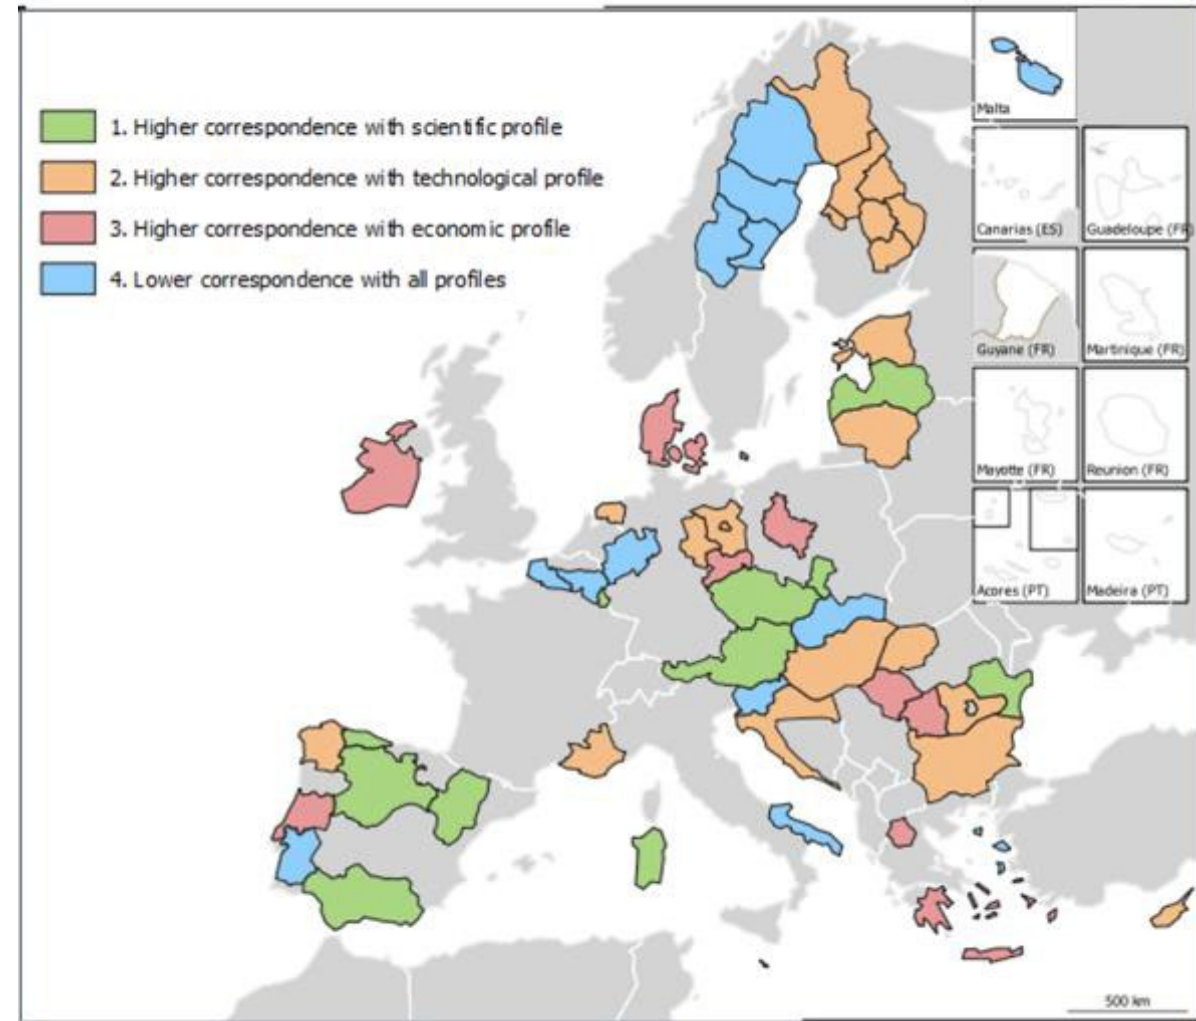 1. Higher correspondence with scientific profile
2. Higher correspondence with technological profile
3. Higher correspondence with economic profile
4. Lower correspondence with all profiles
Malta
Canarias (ES)
Guadeloupe (FR)
Guyane (FR)
Martinique (FR)
Mayotte (FR)
Reunion (FR)
Acores (PT)
Madeira (PT)
500 km